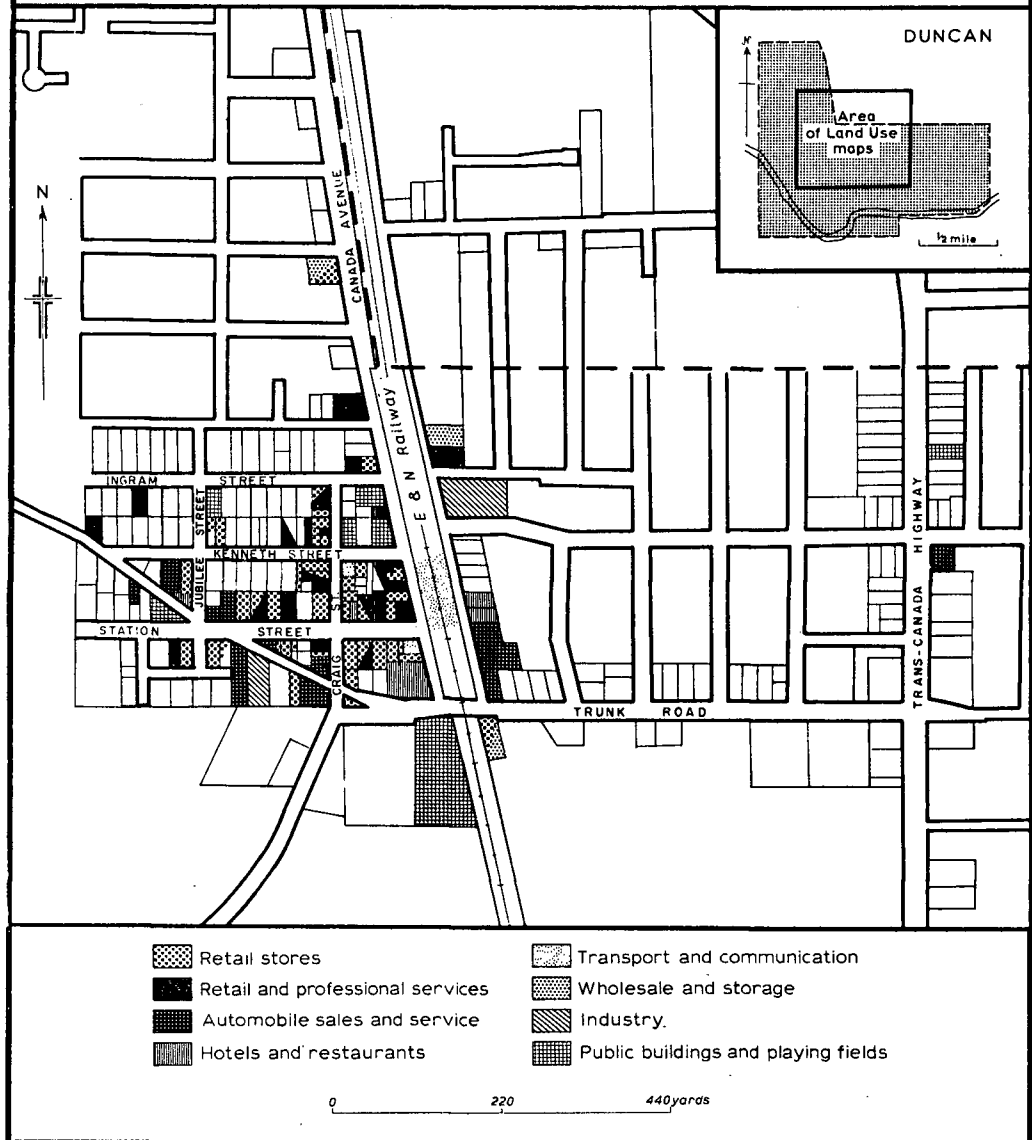 DUNCAN
N
Area
of Land Use
maps
½ mile
N
CANADA AVENUE
E & N Railway
INGRAM STREET
JUBILEE STREET
KENNETH STREET
STATION STREET
CRAIG ST.
TRUNK ROAD
TRANS-CANADA HIGHWAY
Retail stores
Retail and professional services
Automobile sales and service
Hotels and restaurants
Transport and communication
Wholesale and storage
Industry.
Public buildings and playing fields
0 220 440 yards